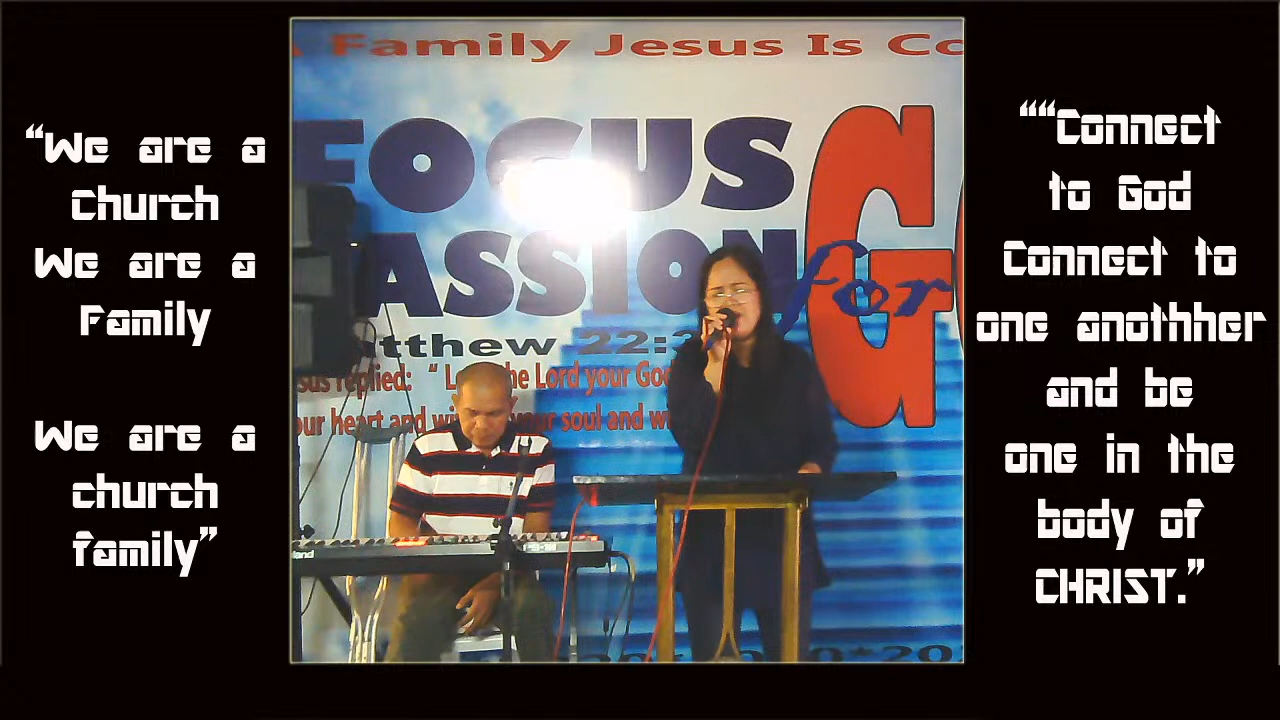 “We are a
Church
We are a
Family
We are a
church
family”
Family Jesus Is
FOCUS
ASSION
for
G
tthew 22:
sus replied: “ L he Lord your God
our heart and wi your soul and
““Connect
to God
Connect to
one anothher
and be
one in the
body of
CHRIST.”